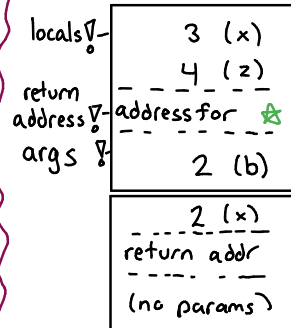 locals
3 (x)
4 (z)
return
address
address for
args
2 (b)
2 (x)
return addr
(no params)